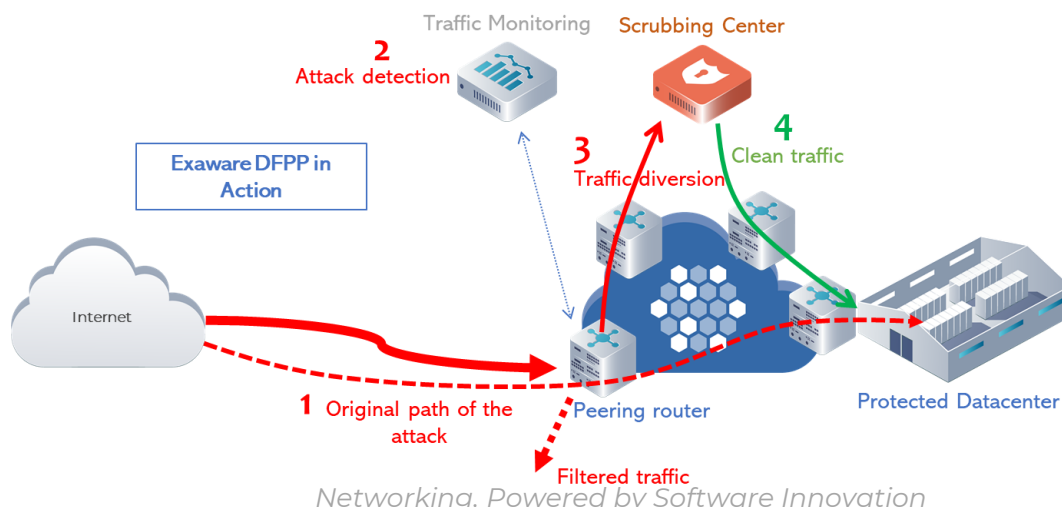 Traffic Monitoring
Scrubbing Center
2
Attack detection
4
Clean traffic
3
Traffic diversion
Exaware DFPP in
Action
Internet
1 Original path of the
attack
Peering router
Protected Datacenter
Filtered traffic
Networking. Powered by Software Innovation